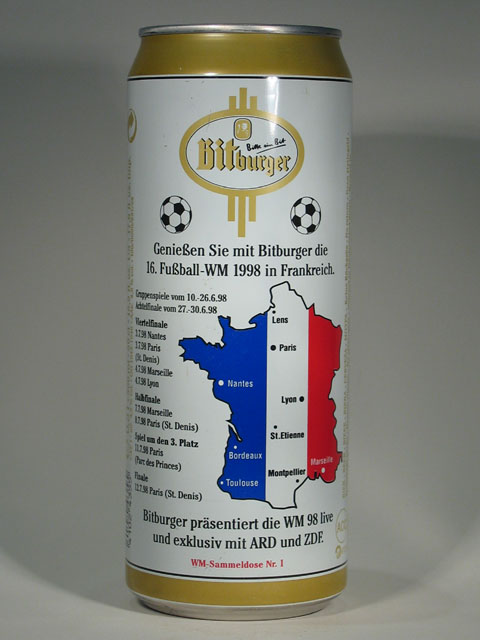 Bitte ein Bit
Bitburger
Genießen Sie mit Bitburger die
16. Fußball-WM 1998 in Frankreich.
Gruppenspiele vom 10.-26.6.98
Achtelfinale vom 27.-30.6.98
Viertelfinale
3.7.98 Nantes
3.7.98 Paris
(St. Denis)
4.7.98 Marseille
4.7.98 Lyon
Halbfinale
7.7.98 Marseille
8.7.98 Paris (St. Denis)
Spiel um den 3. Platz
11.7.98 Paris
(Parc des Princes)
Finale
12.7.98 Paris (St. Denis)
Lens
Paris
Nantes
Lyon
St.Etienne
Bordeaux
Marseille
Montpellier
Toulouse
Bitburger präsentiert die WM 98 live
und exklusiv mit ARD und ZDF.
WM-Sammeldose Nr. 1